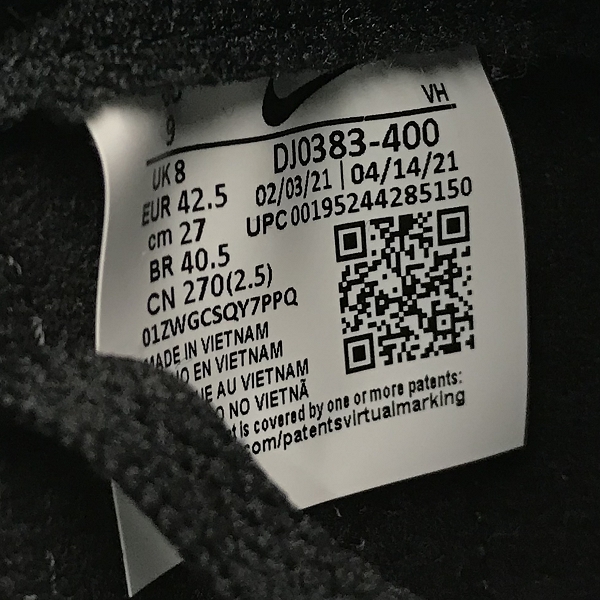 VH
9
UK 8
EUR 42.5
cm 27
BR 40.5
CN 270(2.5)
01ZWGCSQY7PPQ
DJ0383-400
02/03/21 | 04/14/21
UPC 00195244285150
MADE IN VIETNAM
EN VIETNAM
AU VIETNAM
NO VIETNÃ
is covered by one or more patents:
com/patentsvirtualmarking